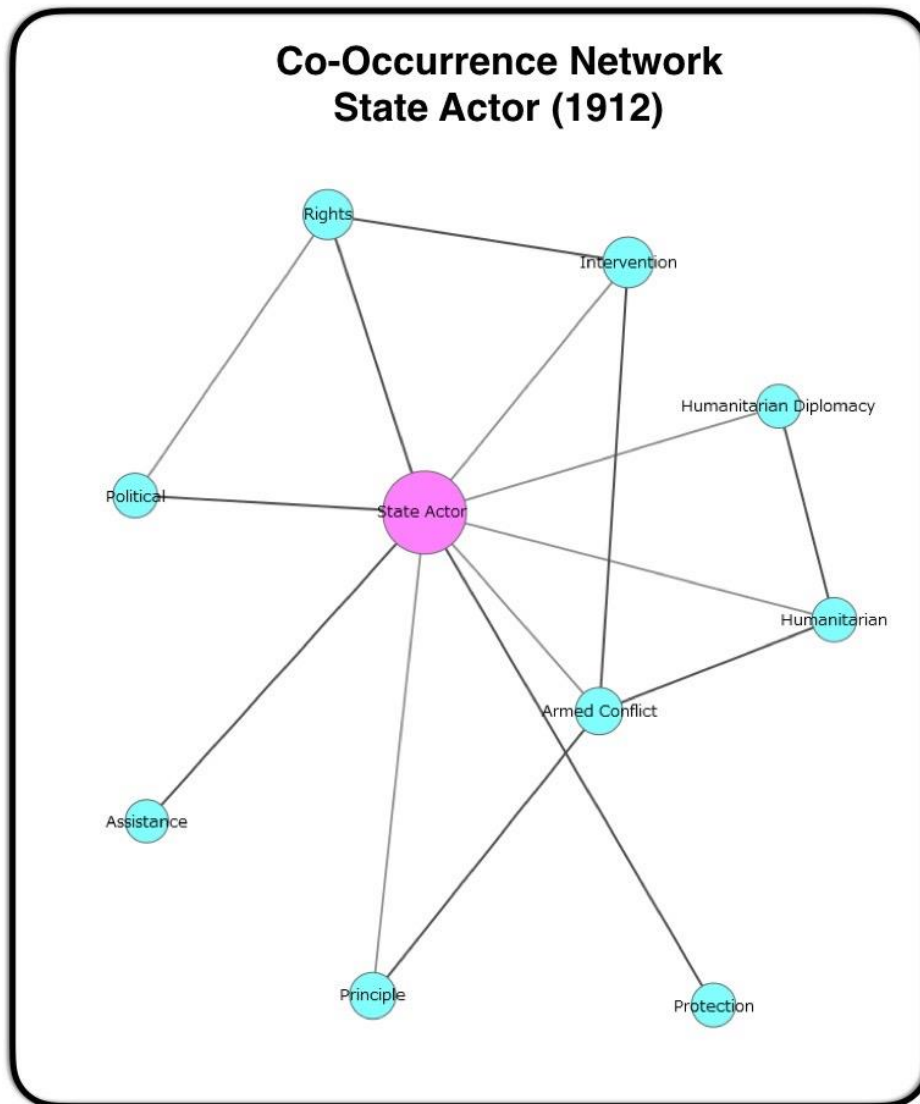 Co-Occurrence Network
State Actor (1912)
Rights
Intervention
Humanitarian Diplomacy
Political
State Actor
Humanitarian
Armed Conflict
Assistance
Principle
Protection